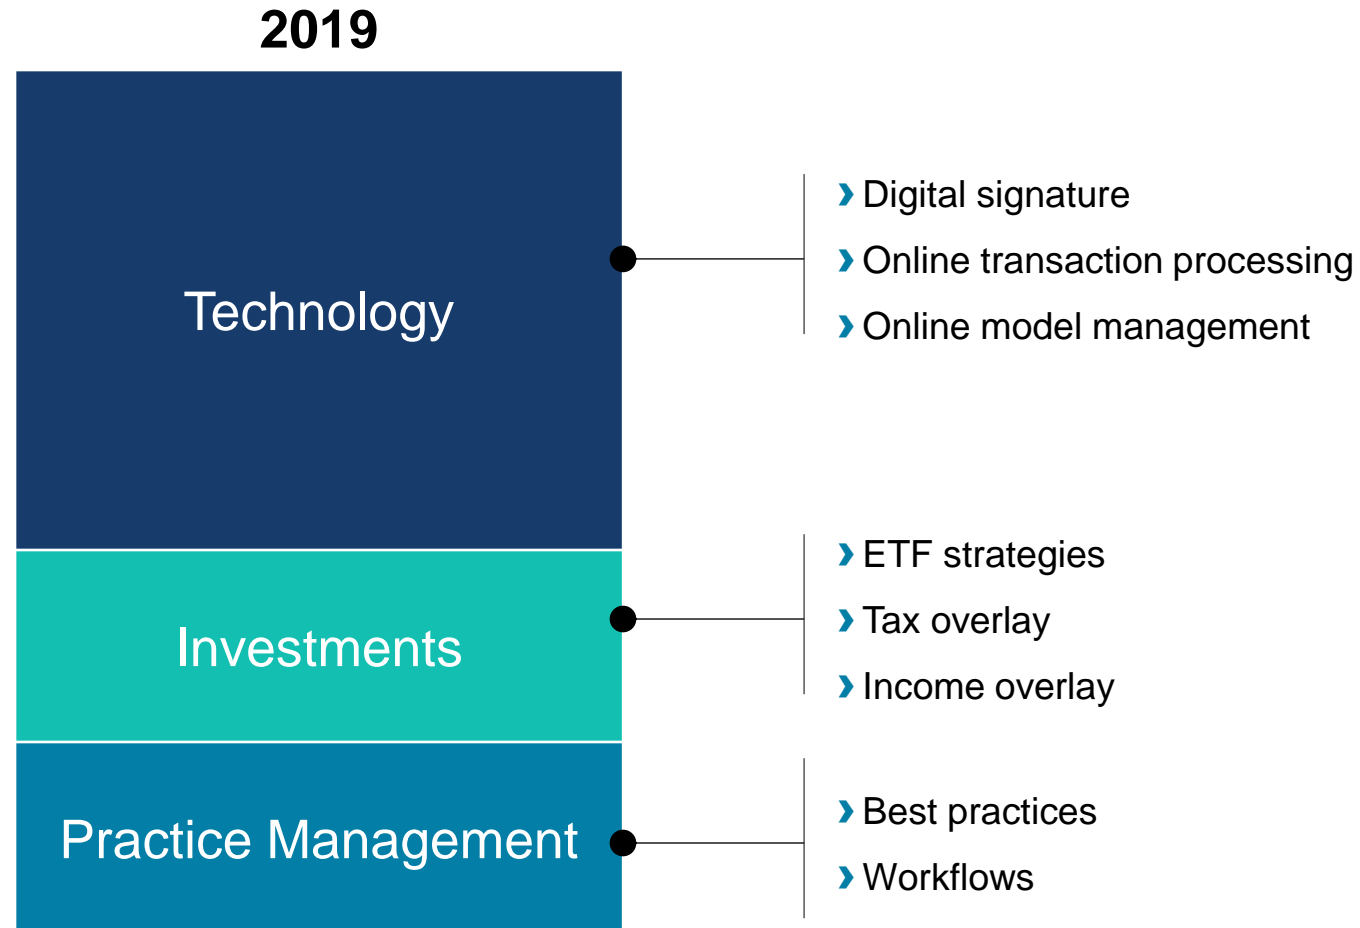 2019
Technology
Digital signature
Online transaction processing
Online model management
Investments
ETF strategies
Tax overlay
Income overlay
Practice Management
Best practices
Workflows